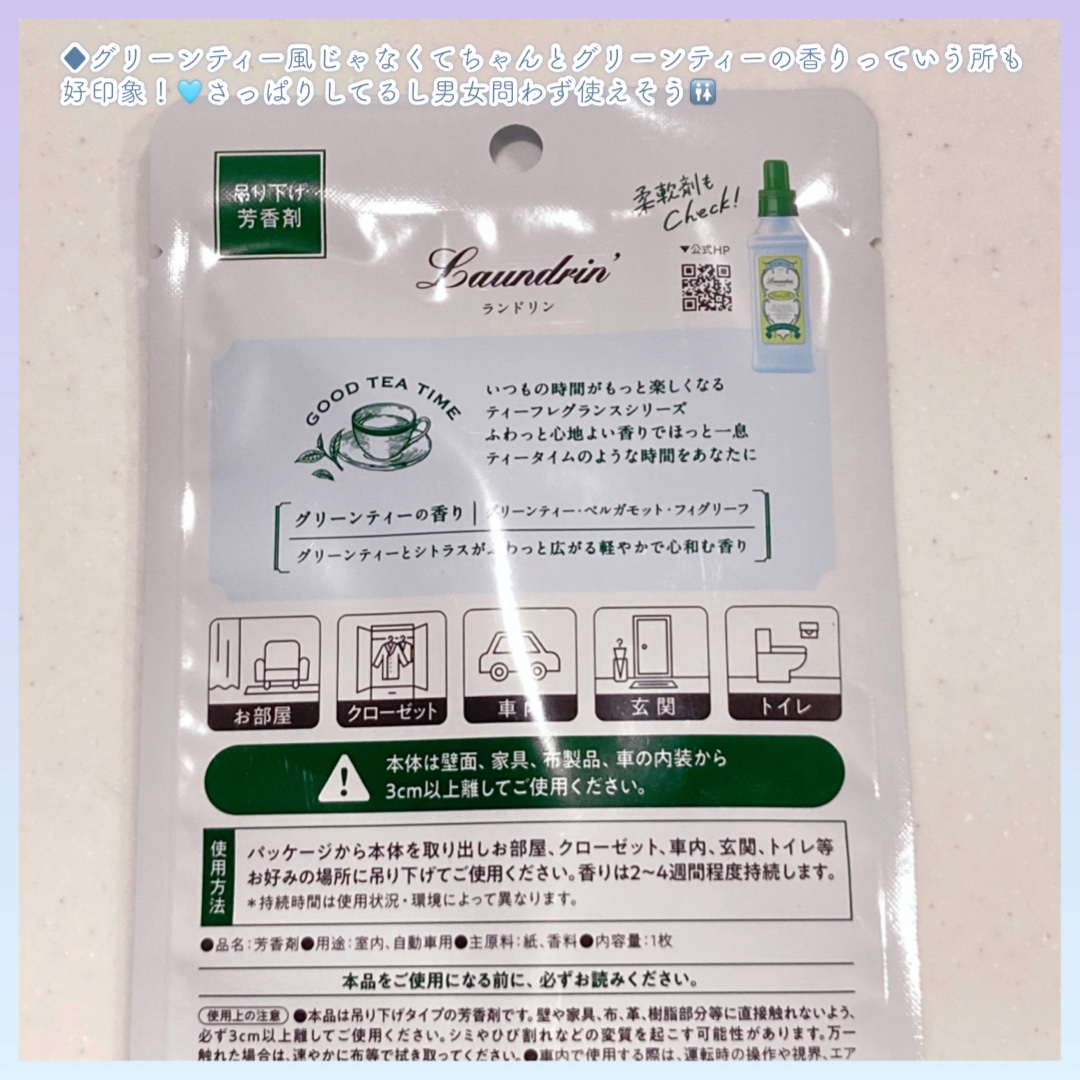 ◆グリーンティー風じゃなくてちゃんとグリーンティーの香りっていう所も
好印象！🩵さっぱりしてるし男女問わず使えそう🚻
吊り下げ
芳香剤
柔軟剤も
Check!
▼公式HP
Laundrin'
ランドリン
GOOD TEA TIME
いつもの時間がもっと楽しくなる
ティーフレグランスシリーズ
ふわっと心地よい香りでほっと一息
ティータイムのような時間をあなたに
グリーンティーの香り｜グリーンティー・ベルガモット・フィグリーフ
グリーンティーとシトラスがふわっと広がる軽やかで心和む香り
お部屋
クローゼット
車内
玄関
トイレ
本体は壁面、家具、布製品、車の内装から
3cm以上離してご使用ください。
使用方法
パッケージから本体を取り出しお部屋、クローゼット、車内、玄関、トイレ等
お好みの場所に吊り下げてご使用ください。香りは2〜4週間程度持続します。
＊持続時間は使用状況・環境によって異なります。
●品名：芳香剤●用途：室内、自動車用●主原料：紙、香料●内容量：1枚
本品をご使用になる前に、必ずお読みください。
使用上の注意 ●本品は吊り下げタイプの芳香剤です。壁や家具、布、革、樹脂部分等に直接触れないよう、
必ず3cm以上離してご使用ください。シミやひび割れなどの変質を起こす可能性があります。万一
触れた場合は、速やかに布等で拭き取ってください。●車内で使用する際は、運転時の操作や視界、エア